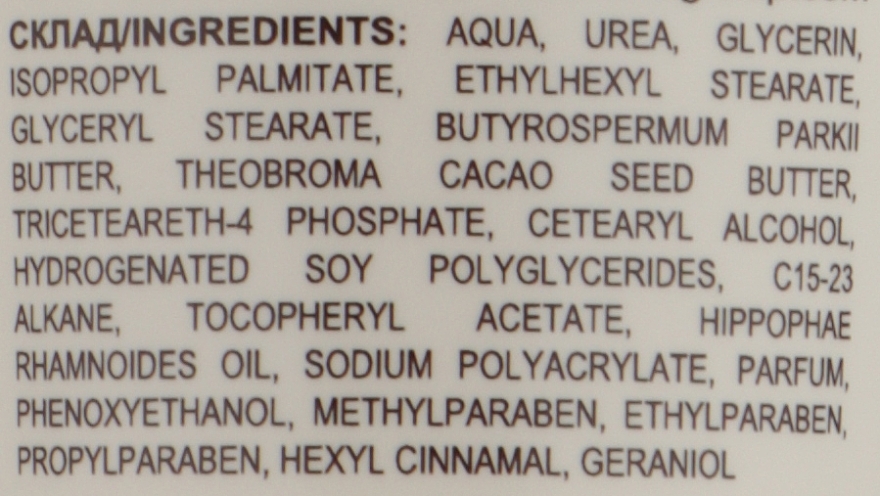 СКЛАД/INGREDIENTS: AQUA, UREA, GLYCERIN,
ISOPROPYL PALMITATE, ETHYLHEXYL STEARATE,
GLYCERYL STEARATE, BUTYROSPERMUM PARKII
BUTTER, THEOBROMA CACAO SEED BUTTER,
TRICETEARETH-4 PHOSPHATE, CETEARYL ALCOHOL,
HYDROGENATED SOY POLYGLYCERIDES, C15-23
ALKANE, TOCOPHERYL ACETATE, HIPPOPHAE
RHAMNOIDES OIL, SODIUM POLYACRYLATE, PARFUM,
PHENOXYETHANOL, METHYLPARABEN, ETHYLPARABEN,
PROPYLPARABEN, HEXYL CINNAMAL, GERANIOL